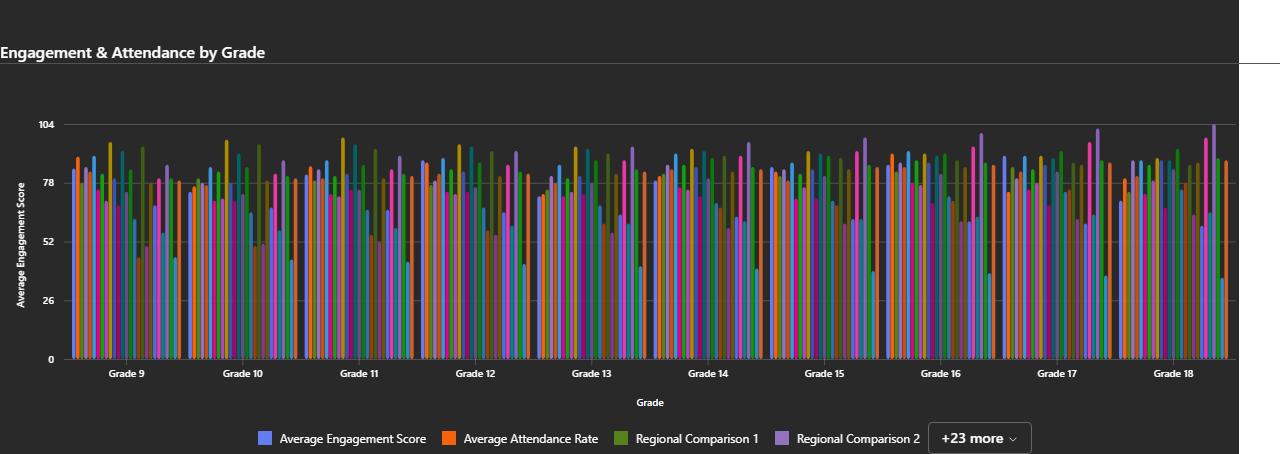 Engagement & Attendance by Grade
104
78
52
26
0
Average Engagement Score
Grade 9 Grade 10 Grade 11 Grade 12 Grade 13 Grade 14 Grade 15 Grade 16 Grade 17 Grade 18
Grade
Average Engagement Score Average Attendance Rate Regional Comparison 1 Regional Comparison 2 +23 more